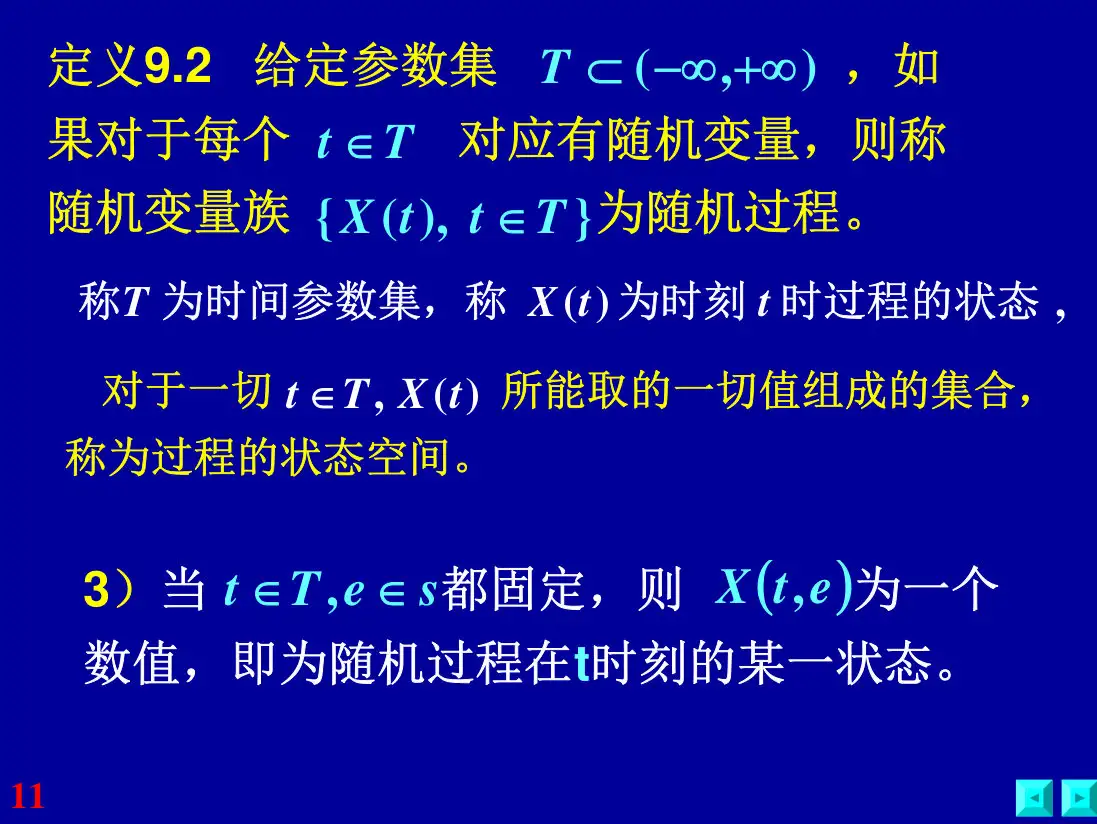 定义9.2 给定参数集 T ⊂ (−∞,+∞) ，如
果对于每个 t ∈ T 对应有随机变量，则称
随机变量族 {X(t), t ∈ T}为随机过程。
称T 为时间参数集，称 X(t)为时刻 t 时过程的状态 ,
对于一切 t ∈ T, X(t) 所能取的一切值组成的集合，
称为过程的状态空间。
3）当 t ∈ T,e ∈ s都固定，则 X(t,e)为一个
数值，即为随机过程在t时刻的某一状态。
11